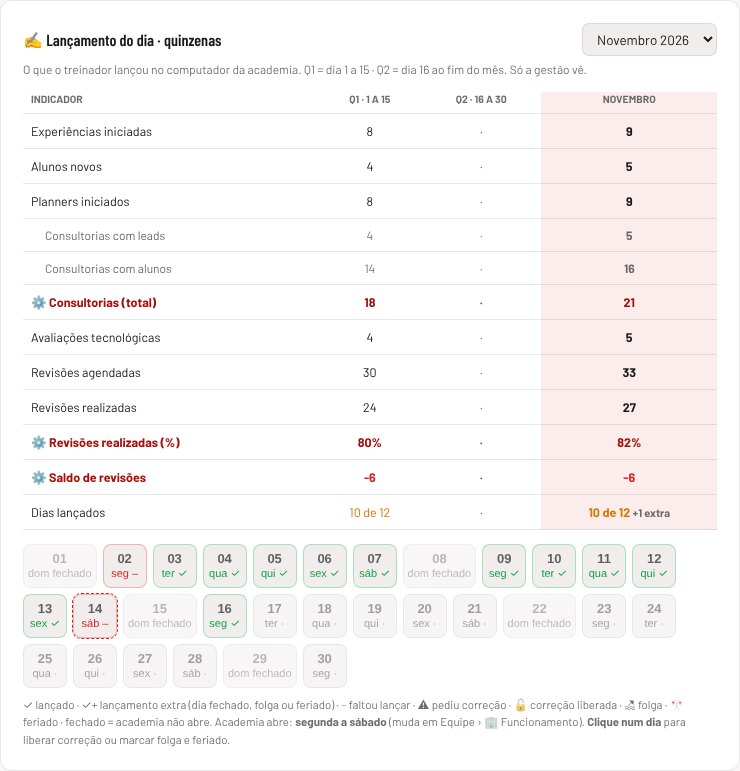 ✍️ Lançamento do dia · quinzenas
Novembro 2026
O que o treinador lançou no computador da academia. Q1 = dia 1 a 15 · Q2 = dia 16 ao fim do mês. Só a gestão vê.
INDICADOR Q1 · 1 A 15 Q2 · 16 A 30 NOVEMBRO
Experiências iniciadas 8 · 9
Alunos novos 4 · 5
Planners iniciados 8 · 9
Consultorias com leads 4 · 5
Consultorias com alunos 14 · 16
⚙️ Consultorias (total) 18 · 21
Avaliações tecnológicas 4 · 5
Revisões agendadas 30 · 33
Revisões realizadas 24 · 27
⚙️ Revisões realizadas (%) 80% · 82%
⚙️ Saldo de revisões -6 · -6
Dias lançados 10 de 12 · 10 de 12 +1 extra
01 02 03 04 05 06 07 08 09 10 11 12
dom fechado seg – ter ✓ qua ✓ qui ✓ sex ✓ sáb ✓ dom fechado seg ✓ ter ✓ qua ✓ qui ✓
13 14 15 16 17 18 19 20 21 22 23 24
sex ✓ sáb – dom fechado seg ✓ ter · qua · qui · sex · sáb · dom fechado seg · ter ·
25 26 27 28 29 30
qua · qui · sex · sáb · dom fechado seg ·
✓ lançado · ✓+ lançamento extra (dia fechado, folga ou feriado) · – faltou lançar · ⚠ pediu correção · 🔓 correção liberada · 🏖 folga · 🎌
feriado · fechado = academia não abre. Academia abre: segunda a sábado (muda em Equipe › 🏢 Funcionamento). Clique num dia para
liberar correção ou marcar folga e feriado.